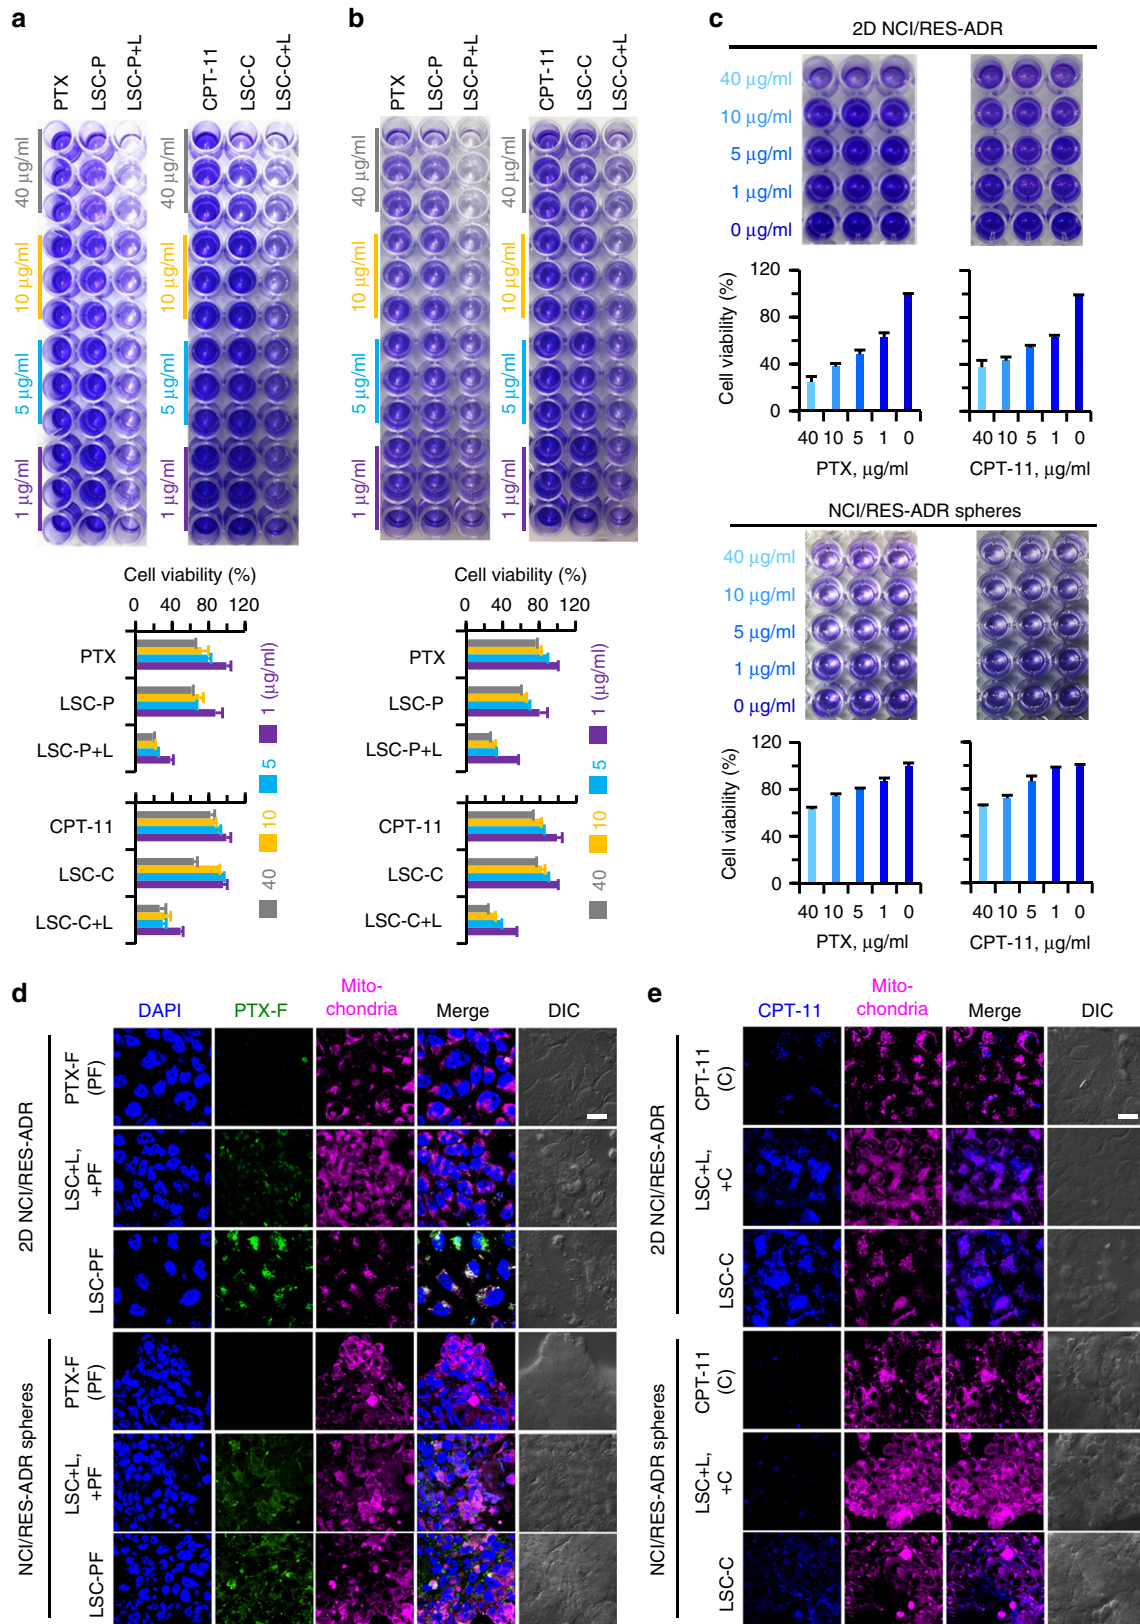 a
PTX
LSC-P
LSC-P+L
CPT-11
LSC-C
LSC-C+L
40 µg/ml
10 µg/ml
5 µg/ml
1 µg/ml
40 µg/ml
10 µg/ml
5 µg/ml
1 µg/ml
Cell viability (%)
0 40 80 120
PTX
LSC-P
LSC-P+L
CPT-11
LSC-C
LSC-C+L
1 (µg/ml)
5
10
40
b
PTX
LSC-P
LSC-P+L
CPT-11
LSC-C
LSC-C+L
40 µg/ml
10 µg/ml
5 µg/ml
1 µg/ml
40 µg/ml
10 µg/ml
5 µg/ml
1 µg/ml
Cell viability (%)
0 40 80 120
PTX
LSC-P
LSC-P+L
CPT-11
LSC-C
LSC-C+L
1 (µg/ml)
5
10
40
c
2D NCI/RES-ADR
40 µg/ml
10 µg/ml
5 µg/ml
1 µg/ml
0 µg/ml
Cell viability (%)
120
80
40
0
40 10 5 1 0
PTX, µg/ml
40 10 5 1 0
CPT-11, µg/ml
NCI/RES-ADR spheres
40 µg/ml
10 µg/ml
5 µg/ml
1 µg/ml
0 µg/ml
Cell viability (%)
120
80
40
0
40 10 5 1 0
PTX, µg/ml
40 10 5 1 0
CPT-11, µg/ml
d
DAPI
PTX-F
Mito-
chondria
Merge
DIC
2D NCI/RES-ADR
PTX-F
(PF)
LSC+L,
+PF
LSC-PF
NCI/RES-ADR spheres
PTX-F
(PF)
LSC+L,
+PF
LSC-PF
e
CPT-11
Mito-
chondria
Merge
DIC
2D NCI/RES-ADR
CPT-11
(C)
LSC+L,
+C
LSC-C
NCI/RES-ADR spheres
CPT-11
(C)
LSC+L,
+C
LSC-C